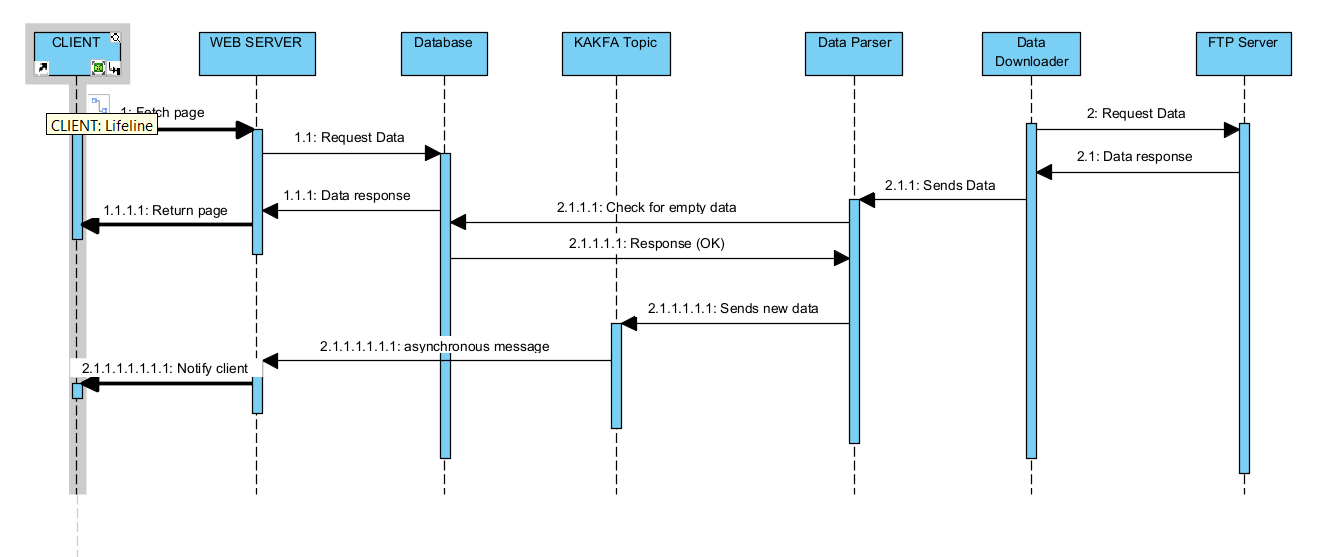 CLIENT
WEB SERVER
Database
KAKFA Topic
Data Parser
Data
Downloader
FTP Server
1: Fetch page
CLIENT: Lifeline
2: Request Data
1.1: Request Data
2.1: Data response
2.1.1: Sends Data
1.1.1: Data response
1.1.1.1: Return page
2.1.1.1: Check for empty data
2.1.1.1.1: Response (OK)
2.1.1.1.1.1: Sends new data
2.1.1.1.1.1.1: asynchronous message
2.1.1.1.1.1.1.1: Notify client